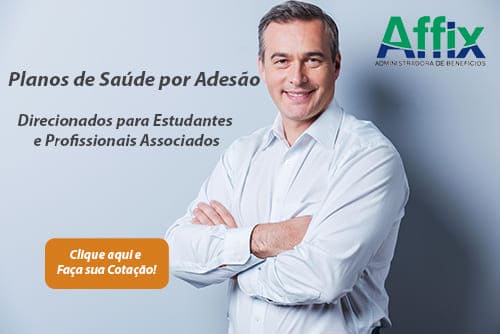 Affix
ADMINISTRADORA DE BENEFÍCIOS
Planos de Saúde por Adesão
Direcionados para Estudantes
e Profissionais Associados
Clique aqui e
Faça sua Cotação!